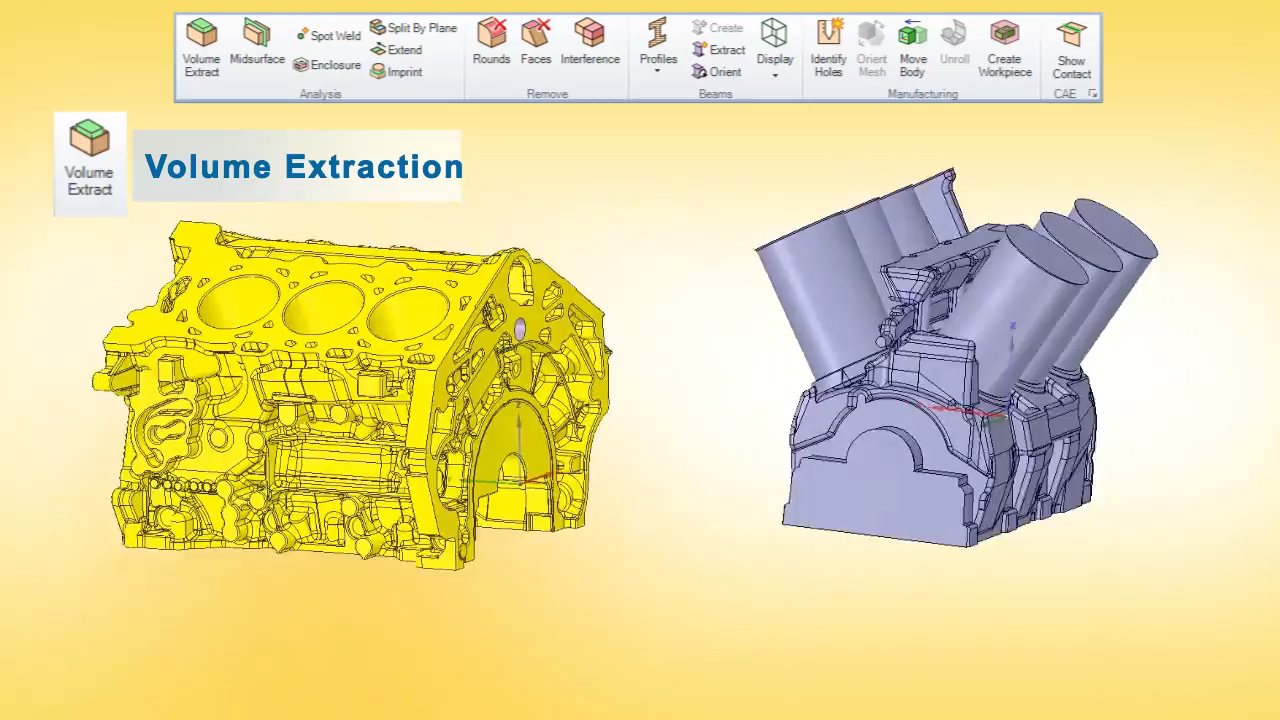 Volume Extract
Midsurface
Spot Weld
Enclosure
Split By Plane
Extend
Imprint
Analysis
Rounds
Faces
Interference
Remove
Profiles
Create
Extract
Orient
Display
Beams
Identify Holes
Orient Mesh
Move Body
Unroll
Create Workpiece
Manufacturing
Show Contact
CAE
Volume Extract
Volume Extraction